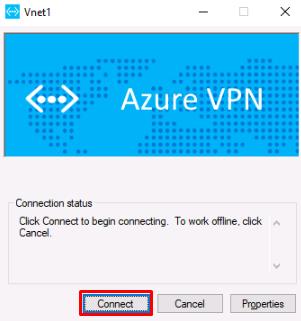 Vnet1
Azure VPN
Connection status
Click Connect to begin connecting. To work offline, click
Cancel.
Connect
Cancel
Properties